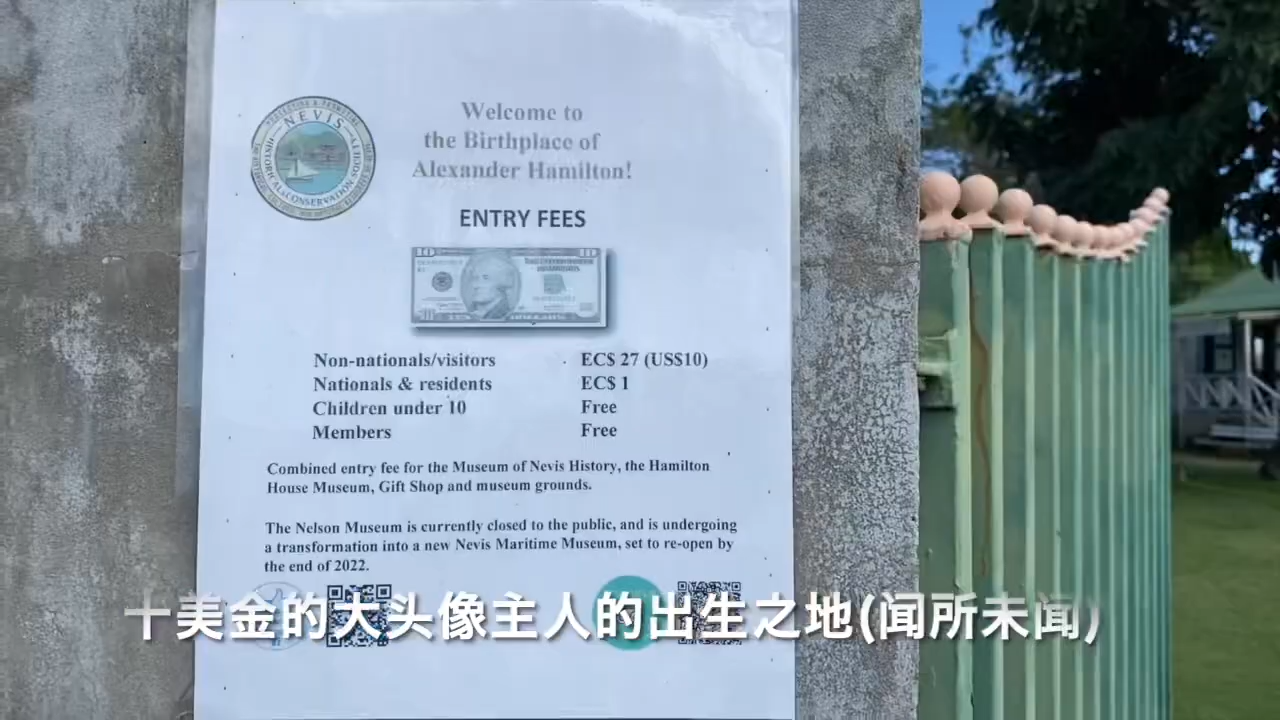 NEVIS
HISTORICAL & CONSERVATION SOCIETY
Welcome to
the Birthplace of
Alexander Hamilton!
ENTRY FEES
Non-nationals/visitors EC$ 27 (US$10)
Nationals & residents EC$ 1
Children under 10 Free
Members Free
Combined entry fee for the Museum of Nevis History, the Hamilton
House Museum, Gift Shop and museum grounds.
The Nelson Museum is currently closed to the public, and is undergoing
a transformation into a new Nevis Maritime Museum, set to re-open by
the end of 2022.
十美金的大头像主人的出生之地(闻所未闻)